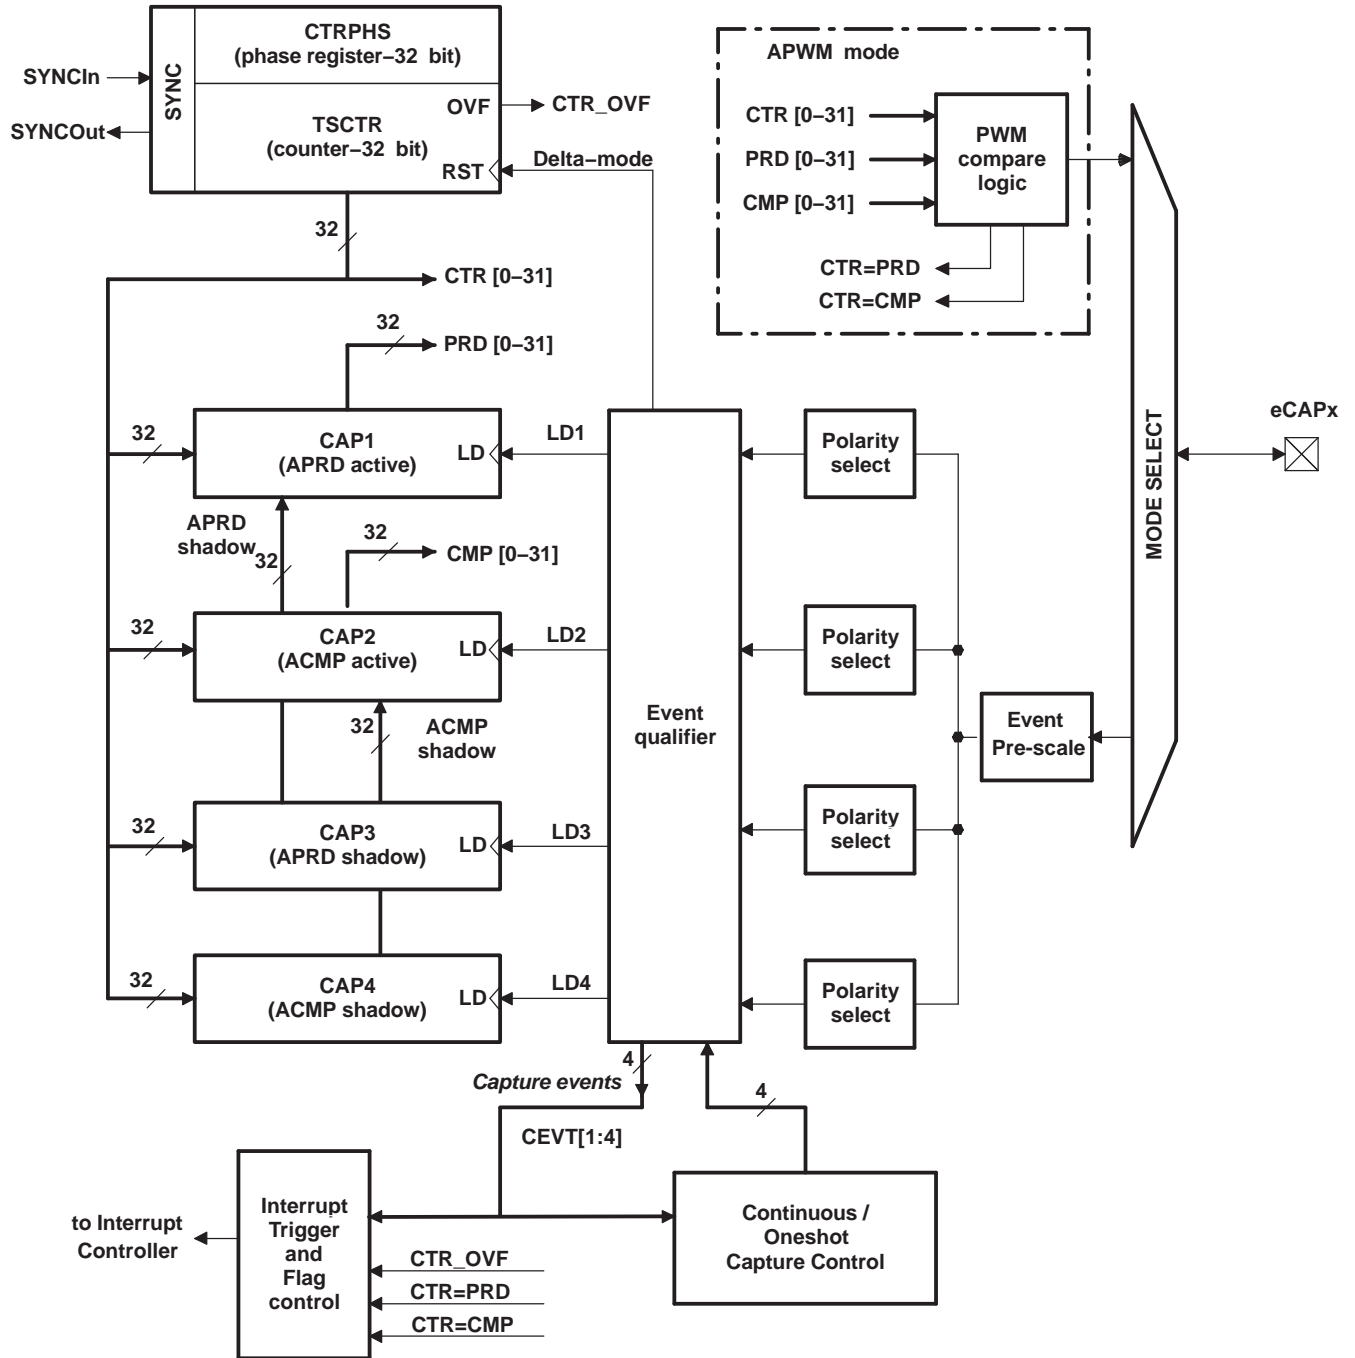 CTRPHS
(phase register−32 bit)
APWM mode
SYNCIn
SYNC
OVF
CTR_OVF
SYNCOut
TSCTR
(counter−32 bit)
RST
Delta−mode
CTR [0−31]
PRD [0−31]
CMP [0−31]
PWM
compare
logic
CTR=PRD
CTR=CMP
32
CTR [0−31]
32
PRD [0−31]
MODE SELECT
eCAPx
32
CAP1
(APRD active)
LD
LD1
Polarity
select
APRD
shadow
32
32
CMP [0−31]
32
CAP2
(ACMP active)
LD
LD2
Polarity
select
32
ACMP
shadow
Event
qualifier
Event
Pre-scale
32
CAP3
(APRD shadow)
LD
LD3
Polarity
select
32
CAP4
(ACMP shadow)
LD
LD4
Polarity
select
4
Capture events
4
CEVT[1:4]
to Interrupt
Controller
Interrupt
Trigger
and
Flag
control
Continuous /
Oneshot
Capture Control
CTR_OVF
CTR=PRD
CTR=CMP